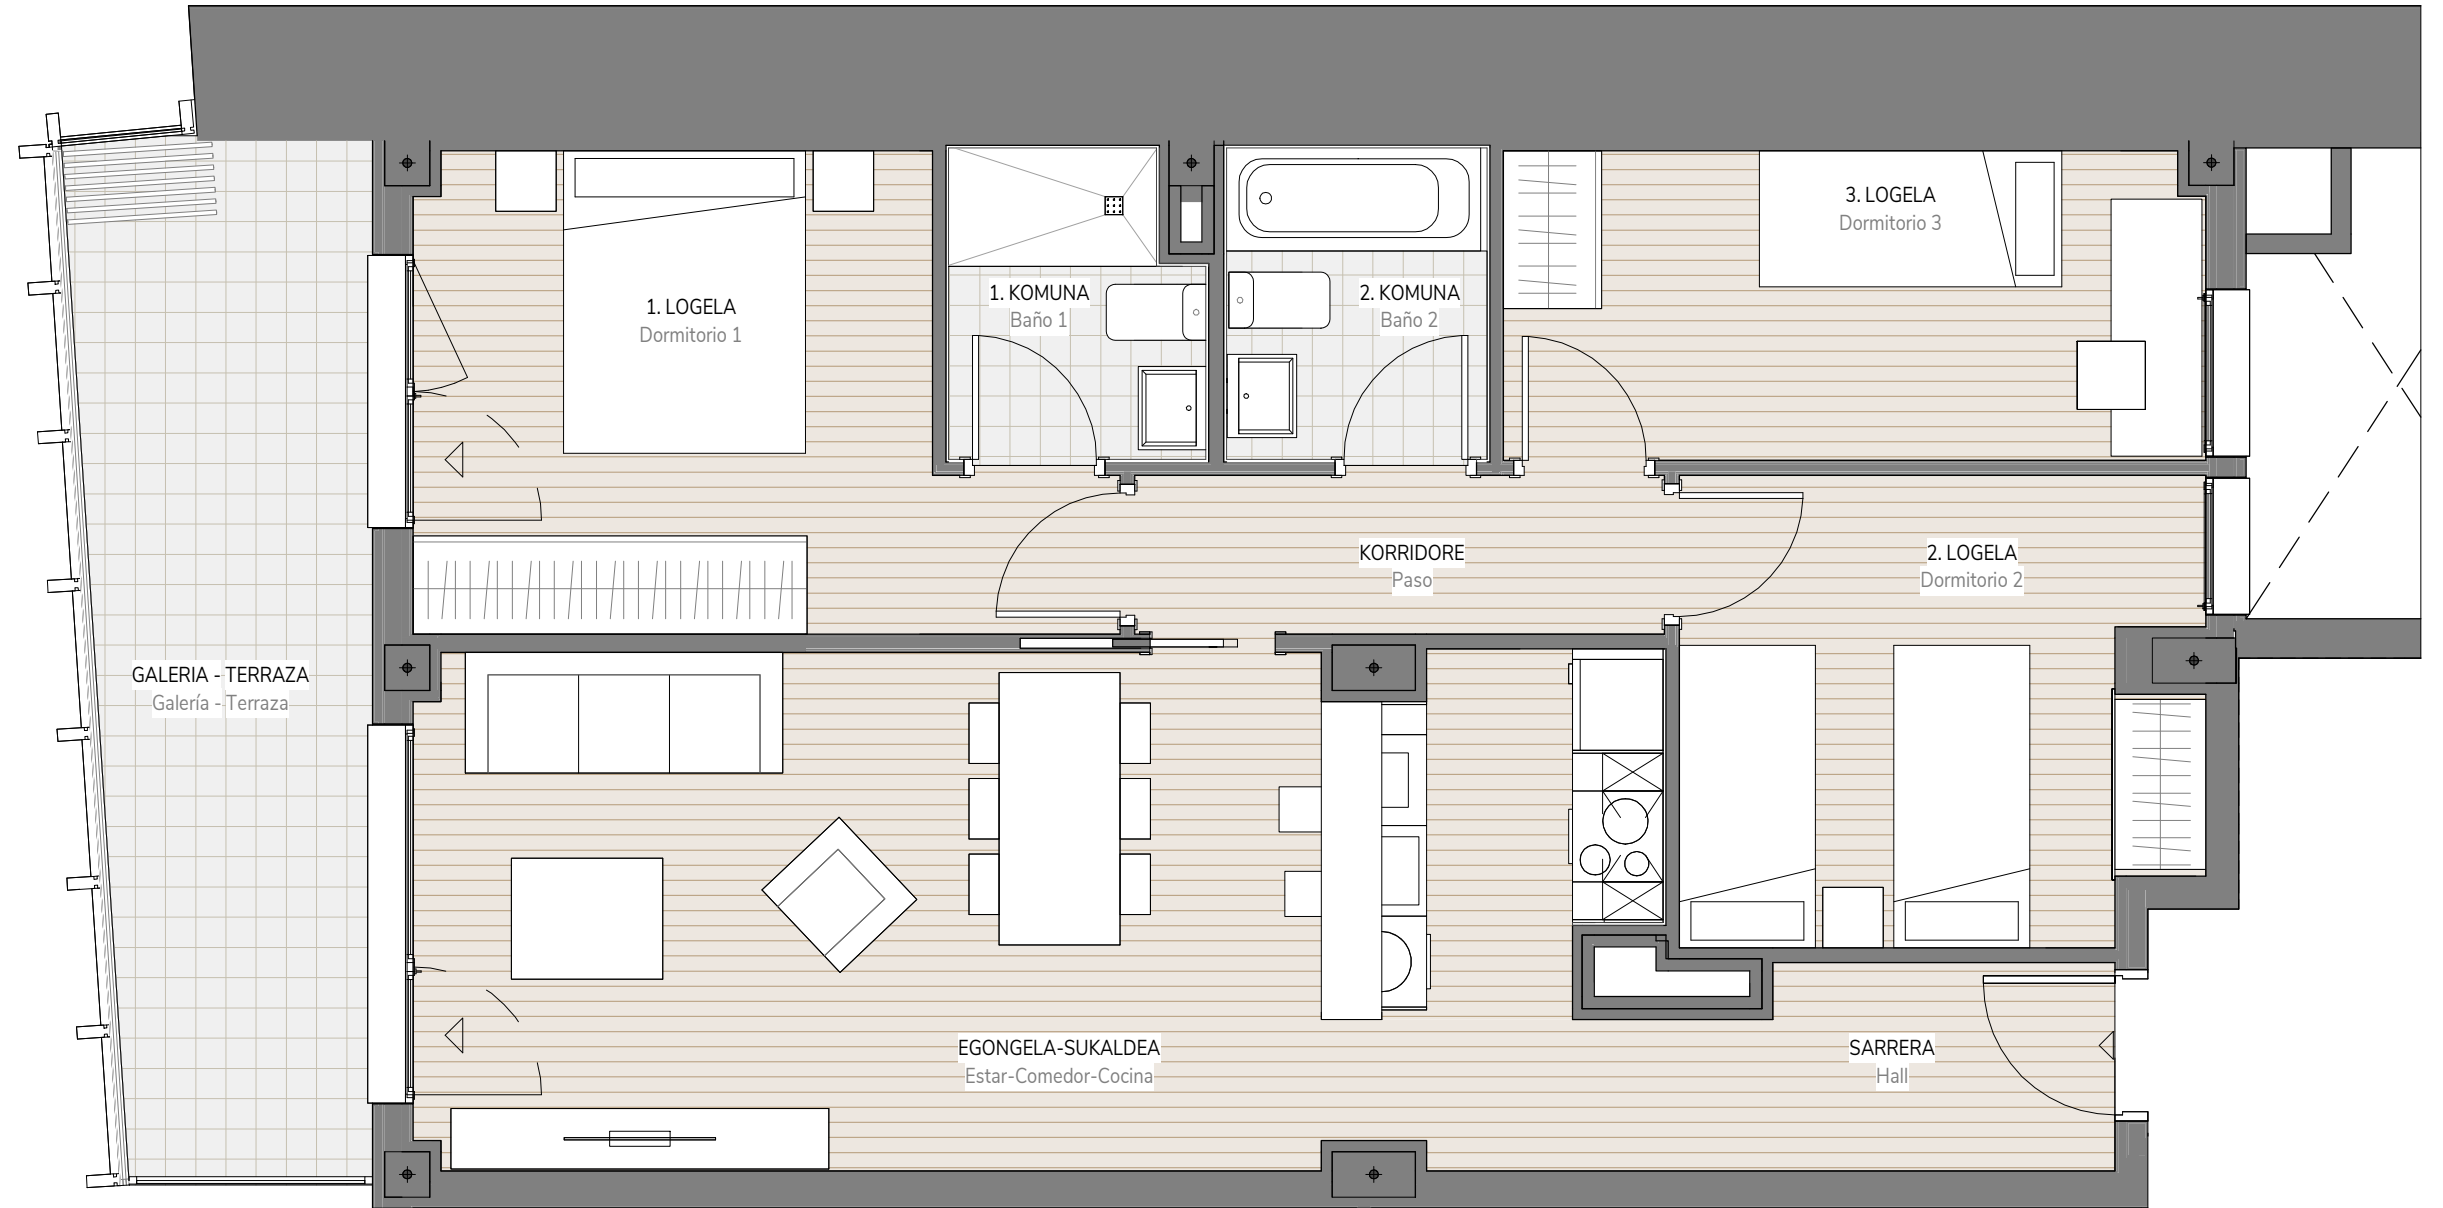 3. LOGELA
Dormitorio 3
1. LOGELA
Dormitorio 1
1. KOMUNA
Baño 1
2. KOMUNA
Baño 2
KORRIDORE
Paso
2. LOGELA
Dormitorio 2
GALERIA - TERRAZA
Galería - Terraza
EGONGELA-SUKALDEA
Estar-Comedor-Cocina
SARRERA
Hall